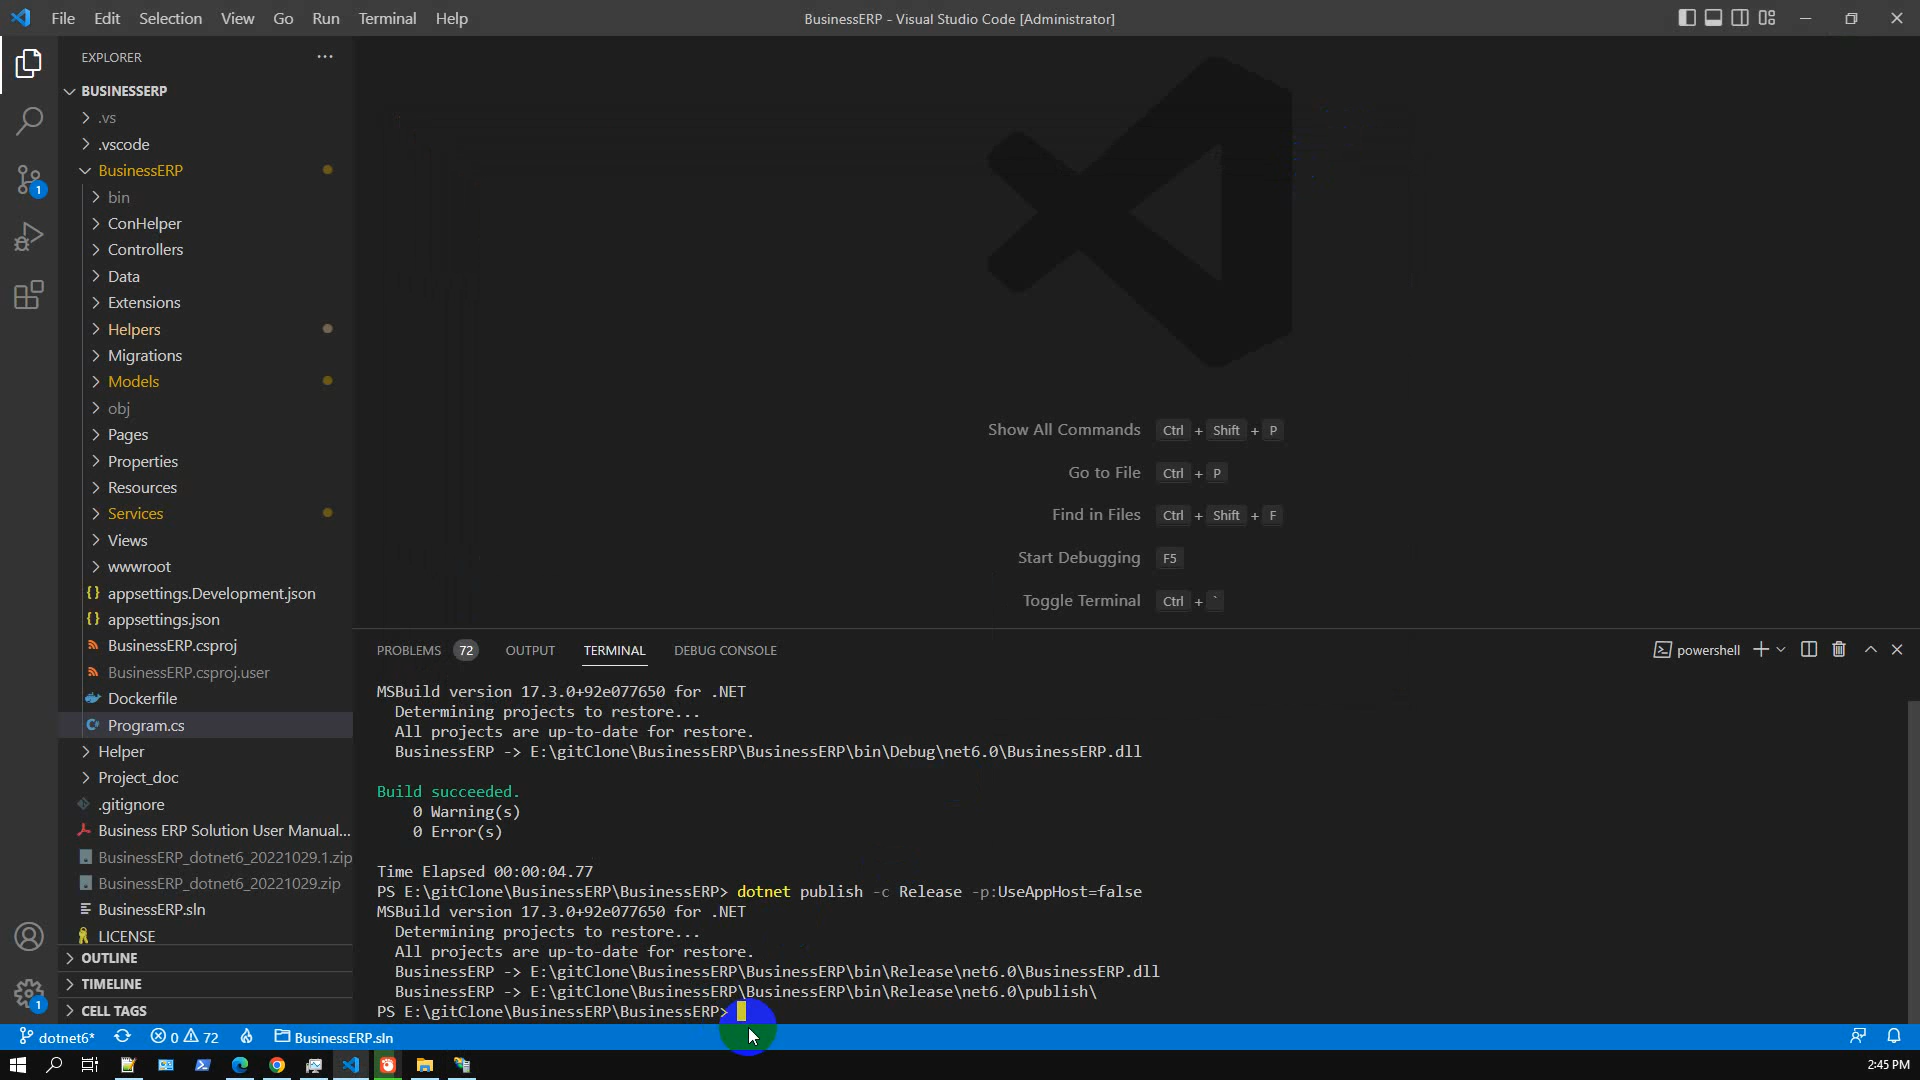 File Edit Selection View Go Run Terminal Help
BusinessERP - Visual Studio Code [Administrator]
EXPLORER
BUSINESSERP
.vs
.vscode
BusinessERP
bin
ConHelper
Controllers
Data
Extensions
Helpers
Migrations
Models
obj
Pages
Properties
Resources
Services
Views
wwwroot
appsettings.Development.json
appsettings.json
BusinessERP.csproj
BusinessERP.csproj.user
Dockerfile
Program.cs
Helper
Project_doc
.gitignore
Business ERP Solution User Manual...
BusinessERP_dotnet6_20221029.1.zip
BusinessERP_dotnet6_20221029.zip
BusinessERP.sln
LICENSE
OUTLINE
TIMELINE
CELL TAGS
1
1
Show All Commands Ctrl + Shift + P
Go to File Ctrl + P
Find in Files Ctrl + Shift + F
Start Debugging F5
Toggle Terminal Ctrl + `
PROBLEMS 72 OUTPUT TERMINAL DEBUG CONSOLE
powershell
MSBuild version 17.3.0+92e077650 for .NET
Determining projects to restore...
All projects are up-to-date for restore.
BusinessERP -> E:\gitClone\BusinessERP\BusinessERP\bin\Debug\net6.0\BusinessERP.dll
Build succeeded.
0 Warning(s)
0 Error(s)
Time Elapsed 00:00:04.77
PS E:\gitClone\BusinessERP\BusinessERP> dotnet publish -c Release -p:UseAppHost=false
MSBuild version 17.3.0+92e077650 for .NET
Determining projects to restore...
All projects are up-to-date for restore.
BusinessERP -> E:\gitClone\BusinessERP\BusinessERP\bin\Release\net6.0\BusinessERP.dll
BusinessERP -> E:\gitClone\BusinessERP\BusinessERP\bin\Release\net6.0\publish\
PS E:\gitClone\BusinessERP\BusinessERP>
dotnet6* 0 72 BusinessERP.sln
2:45 PM